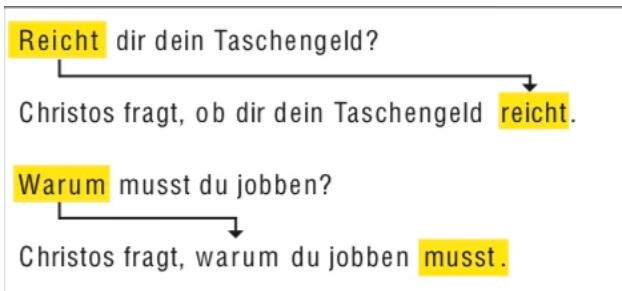 Reicht dir dein Taschengeld?
Christos fragt, ob dir dein Taschengeld reicht.
Warum musst du jobben?
Christos fragt, warum du jobben musst.